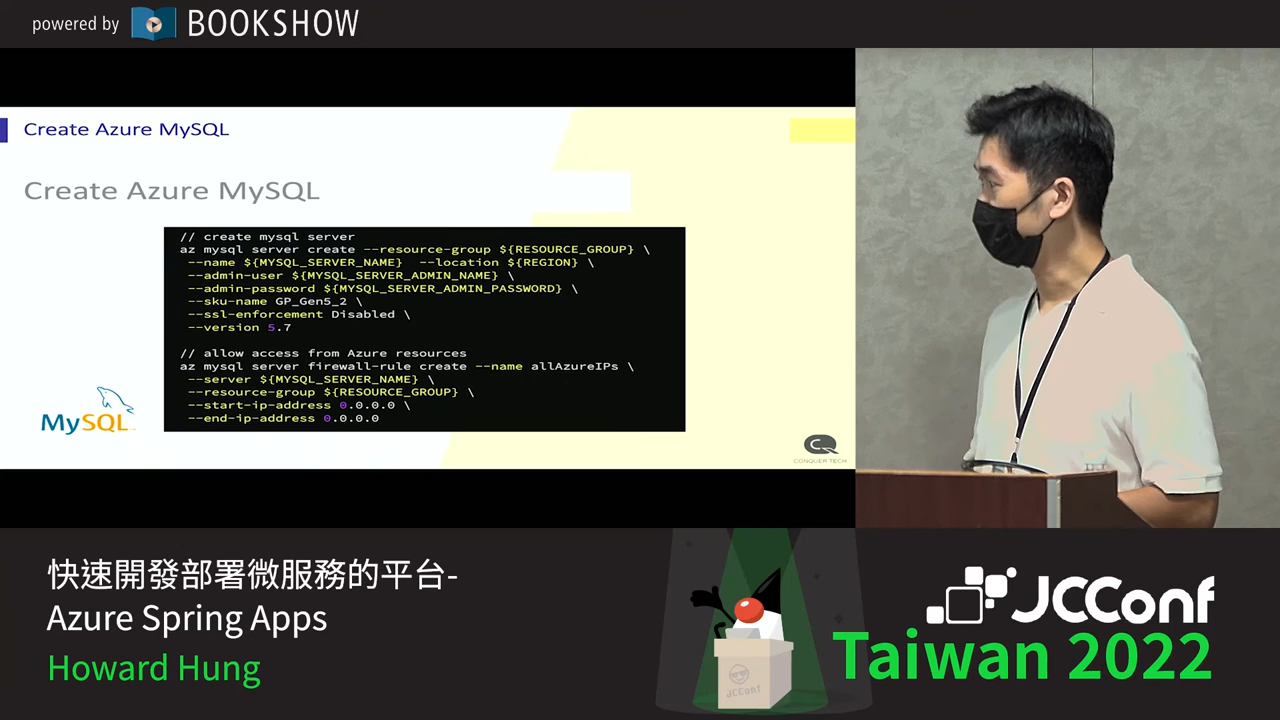 powered by BOOKSHOW
Create Azure MySQL
Create Azure MySQL
// create mysql server
az mysql server create --resource-group ${RESOURCE_GROUP} \
--name ${MYSQL_SERVER_NAME} --location ${REGION} \
--admin-user ${MYSQL_SERVER_ADMIN_NAME} \
--admin-password ${MYSQL_SERVER_ADMIN_PASSWORD} \
--sku-name GP_Gen5_2 \
--ssl-enforcement Disabled \
--version 5.7
// allow access from Azure resources
az mysql server firewall-rule create --name allAzureIPs \
--server ${MYSQL_SERVER_NAME} \
--resource-group ${RESOURCE_GROUP} \
--start-ip-address 0.0.0.0 \
--end-ip-address 0.0.0.0
MySQL
CQ
CONQUER TECH
快速開發部署微服務的平台-
Azure Spring Apps
Howard Hung
JCConf
JCConf
Taiwan 2022